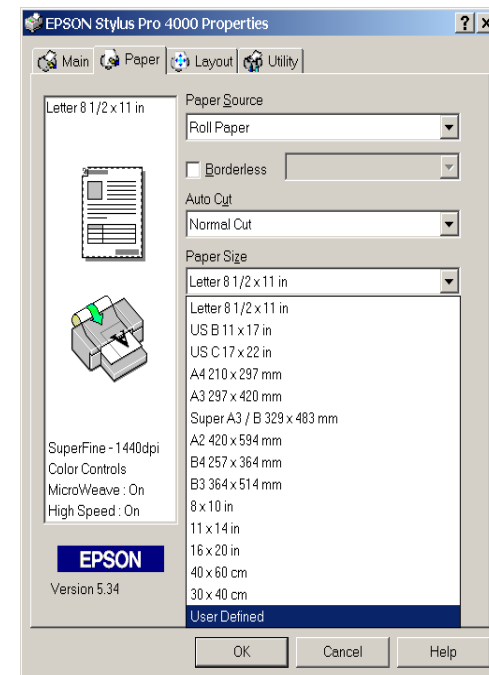 EPSON Stylus Pro 4000 Properties
Main Paper Layout Utility
Letter 8 1/2 x 11 in
SuperFine - 1440dpi
Color Controls
MicroWeave : On
High Speed : On
EPSON
Version 5.34
Paper Source
Roll Paper
Borderless
Auto Cut
Normal Cut
Paper Size
Letter 8 1/2 x 11 in
Letter 8 1/2 x 11 in
US B 11 x 17 in
US C 17 x 22 in
A4 210 x 297 mm
A3 297 x 420 mm
Super A3 / B 329 x 483 mm
A2 420 x 594 mm
B4 257 x 364 mm
B3 364 x 514 mm
8 x 10 in
11 x 14 in
16 x 20 in
40 x 60 cm
30 x 40 cm
User Defined
OK Cancel Help